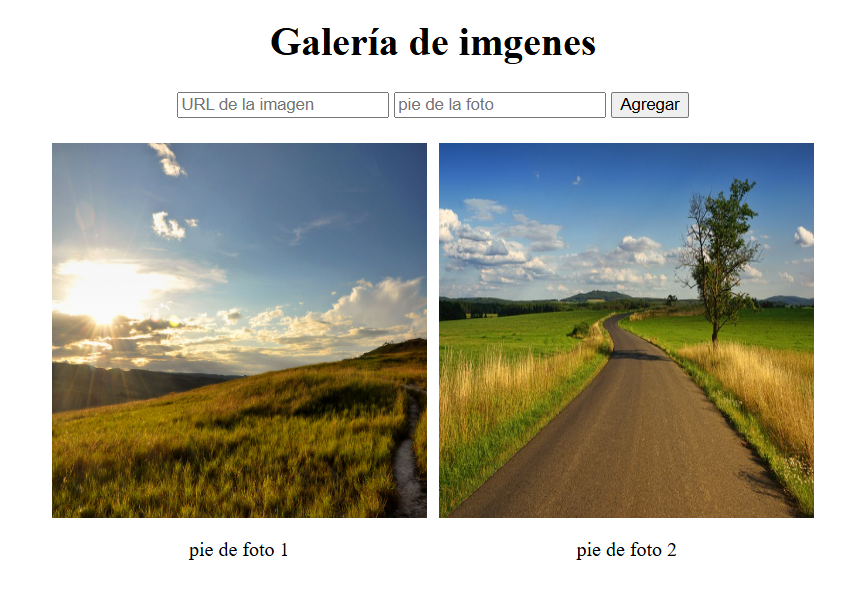 Galería de imgenes
URL de la imagen pie de la foto Agregar
pie de foto 1 pie de foto 2